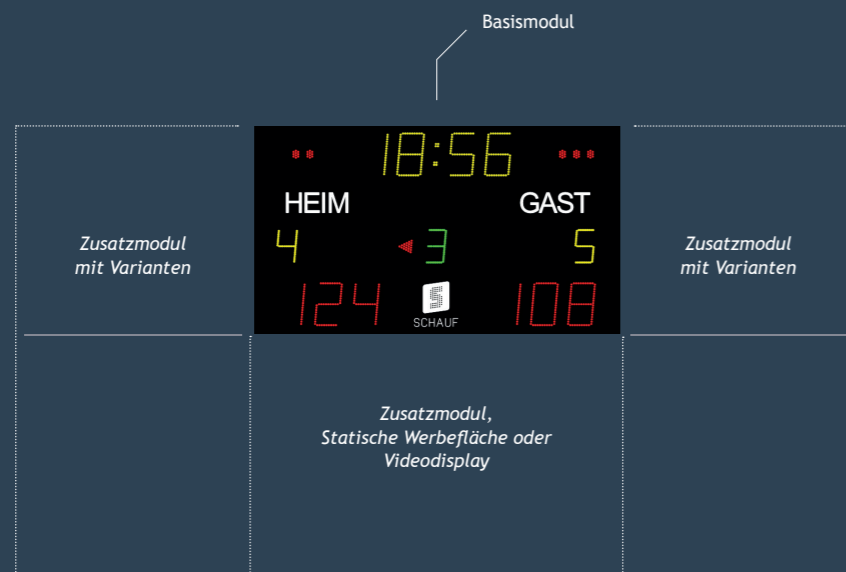 Basismodul
18:56
HEIM GAST
4 3 5
124 108
SCHAUF
Zusatzmodul
mit Varianten
Zusatzmodul
mit Varianten
Zusatzmodul,
Statische Werbefläche oder
Videodisplay